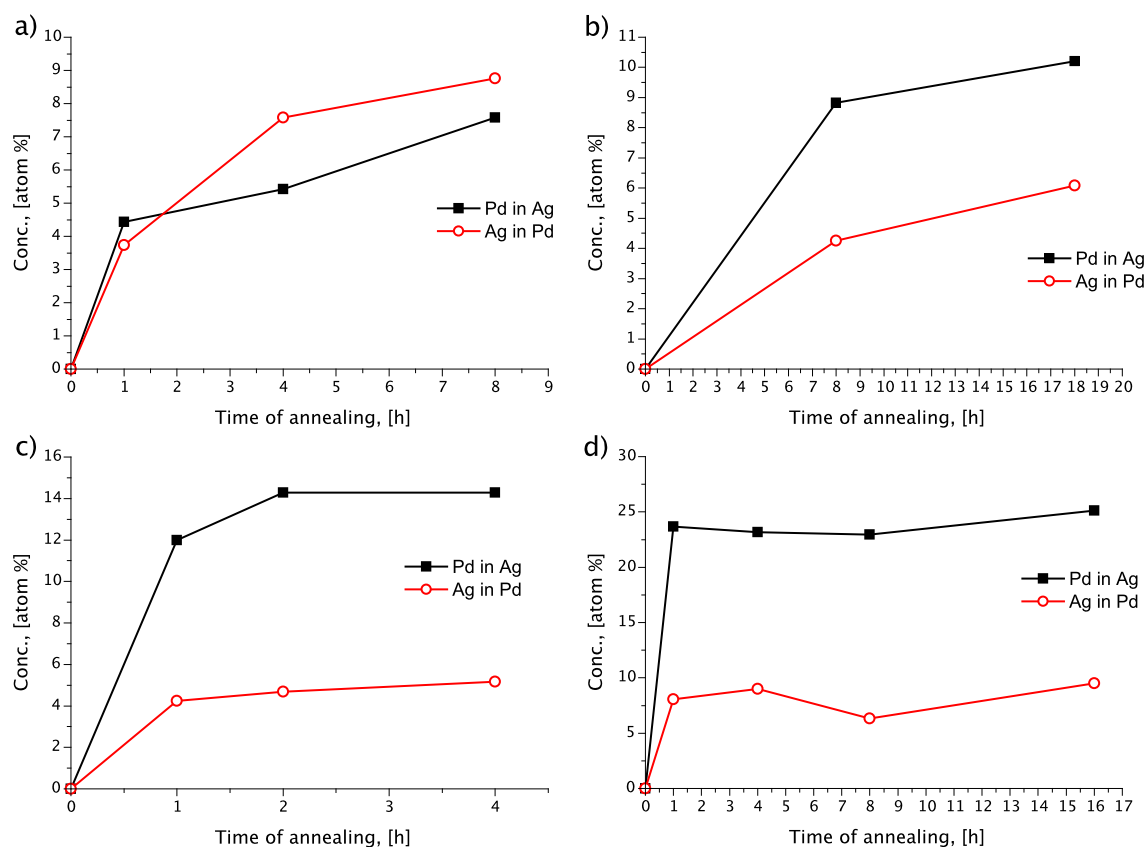 a)
10
9
8
7
6
5
4
3
2
1
0
Conc., [atom %]
Pd in Ag
Ag in Pd
0 1 2 3 4 5 6 7 8 9
Time of annealing, [h]
b)
11
10
9
8
7
6
5
4
3
2
1
0
Conc., [atom %]
Pd in Ag
Ag in Pd
0 1 2 3 4 5 6 7 8 9 10 11 12 13 14 15 16 17 18 19 20
Time of annealing, [h]
c)
16
14
12
10
8
6
4
2
0
Conc., [atom %]
Pd in Ag
Ag in Pd
0 1 2 3 4
Time of annealing, [h]
d)
30
25
20
15
10
5
0
Conc., [atom %]
Pd in Ag
Ag in Pd
0 1 2 3 4 5 6 7 8 9 10 11 12 13 14 15 16 17
Time of annealing, [h]